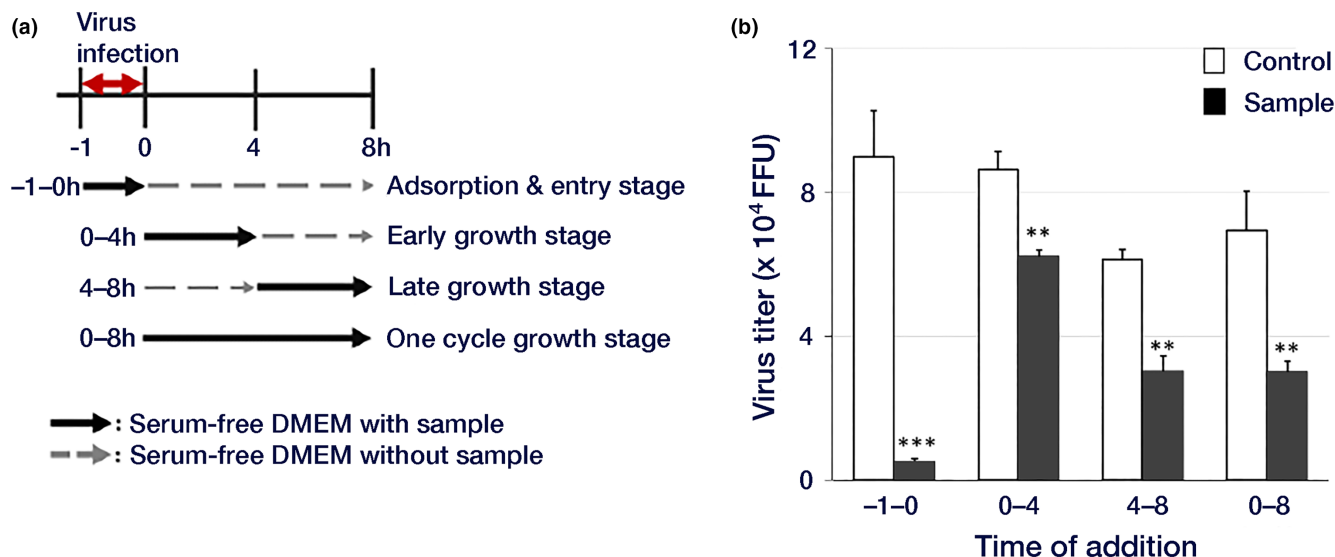 (a)
Virus
infection
-1 0 4 8h
–1–0h Adsorption & entry stage
0–4h Early growth stage
4–8h Late growth stage
0–8h One cycle growth stage
: Serum-free DMEM with sample
: Serum-free DMEM without sample
(b)
Control
Sample
Virus titer (x 10⁴ FFU)
12
8
4
0
***
**
**
**
–1–0 0–4 4–8 0–8
Time of addition